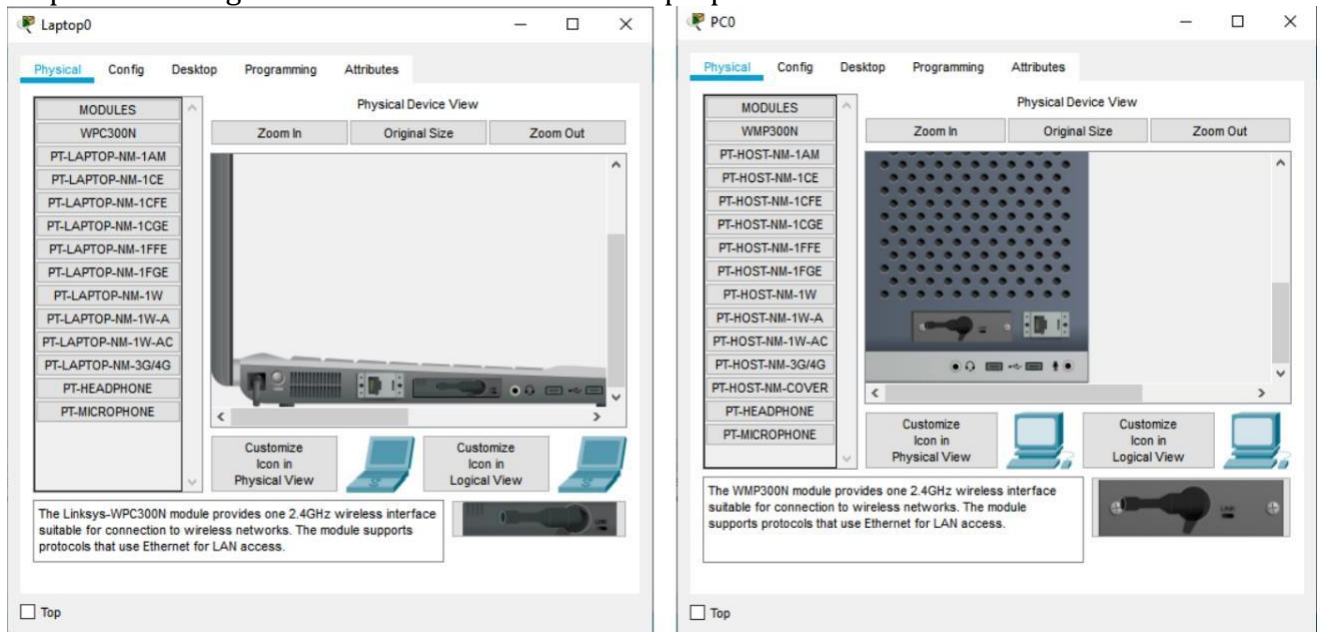 Laptop0
Physical Config Desktop Programming Attributes
MODULES
WPC300N
PT-LAPTOP-NM-1AM
PT-LAPTOP-NM-1CE
PT-LAPTOP-NM-1CFE
PT-LAPTOP-NM-1CGE
PT-LAPTOP-NM-1FFE
PT-LAPTOP-NM-1FGE
PT-LAPTOP-NM-1W
PT-LAPTOP-NM-1W-A
PT-LAPTOP-NM-1W-AC
PT-LAPTOP-NM-3G/4G
PT-HEADPHONE
PT-MICROPHONE
Physical Device View
Zoom In Original Size Zoom Out
Customize
Icon in
Physical View
Customize
Icon in
Logical View
The Linksys-WPC300N module provides one 2.4GHz wireless interface
suitable for connection to wireless networks. The module supports
protocols that use Ethernet for LAN access.
LINK
Top
PC0
Physical Config Desktop Programming Attributes
MODULES
WMP300N
PT-HOST-NM-1AM
PT-HOST-NM-1CE
PT-HOST-NM-1CFE
PT-HOST-NM-1CGE
PT-HOST-NM-1FFE
PT-HOST-NM-1FGE
PT-HOST-NM-1W
PT-HOST-NM-1W-A
PT-HOST-NM-1W-AC
PT-HOST-NM-3G/4G
PT-HOST-NM-COVER
PT-HEADPHONE
PT-MICROPHONE
Physical Device View
Zoom In Original Size Zoom Out
Customize
Icon in
Physical View
Customize
Icon in
Logical View
The WMP300N module provides one 2.4GHz wireless interface
suitable for connection to wireless networks. The module
supports protocols that use Ethernet for LAN access.
LINK
Top